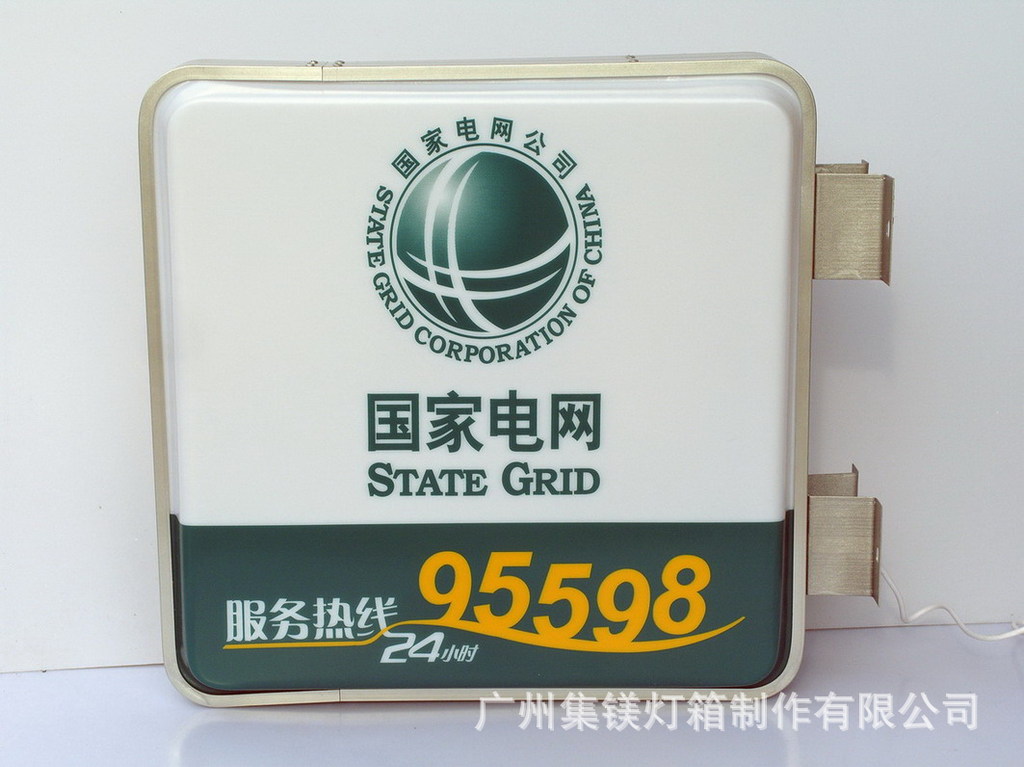 国家电网公司
STATE GRID CORPORATION OF CHINA
国家电网
STATE GRID
服务热线 95598
24小时
广州集镁灯箱制作有限公司